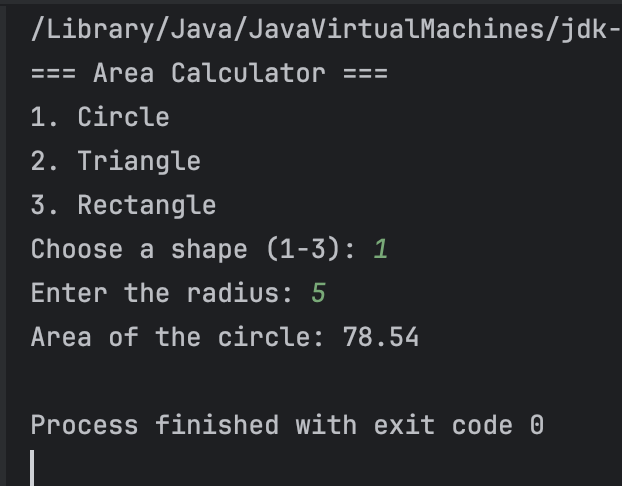 /Library/Java/JavaVirtualMachines/jdk-
=== Area Calculator ===
1. Circle
2. Triangle
3. Rectangle
Choose a shape (1-3): 1
Enter the radius: 5
Area of the circle: 78.54
Process finished with exit code 0